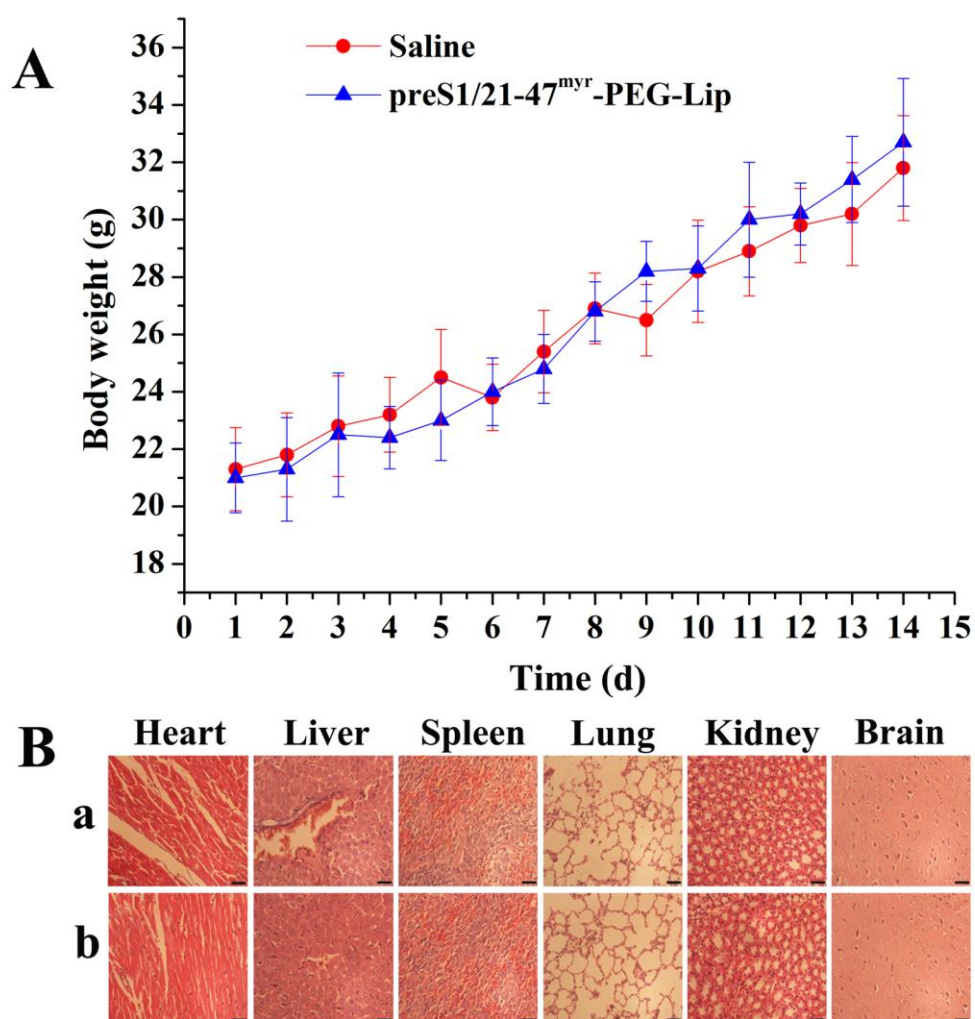 A
Saline
preS1/21-47^myr-PEG-Lip
36
34
32
30
28
26
24
22
20
18
Body weight (g)
0 1 2 3 4 5 6 7 8 9 10 11 12 13 14 15
Time (d)
B
Heart Liver Spleen Lung Kidney Brain
a
b